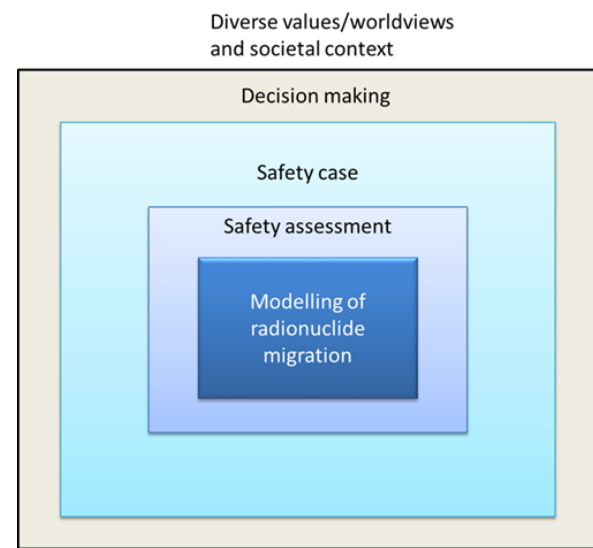 Diverse values/worldviews
and societal context
Decision making
Safety case
Safety assessment
Modelling of
radionuclide
migration